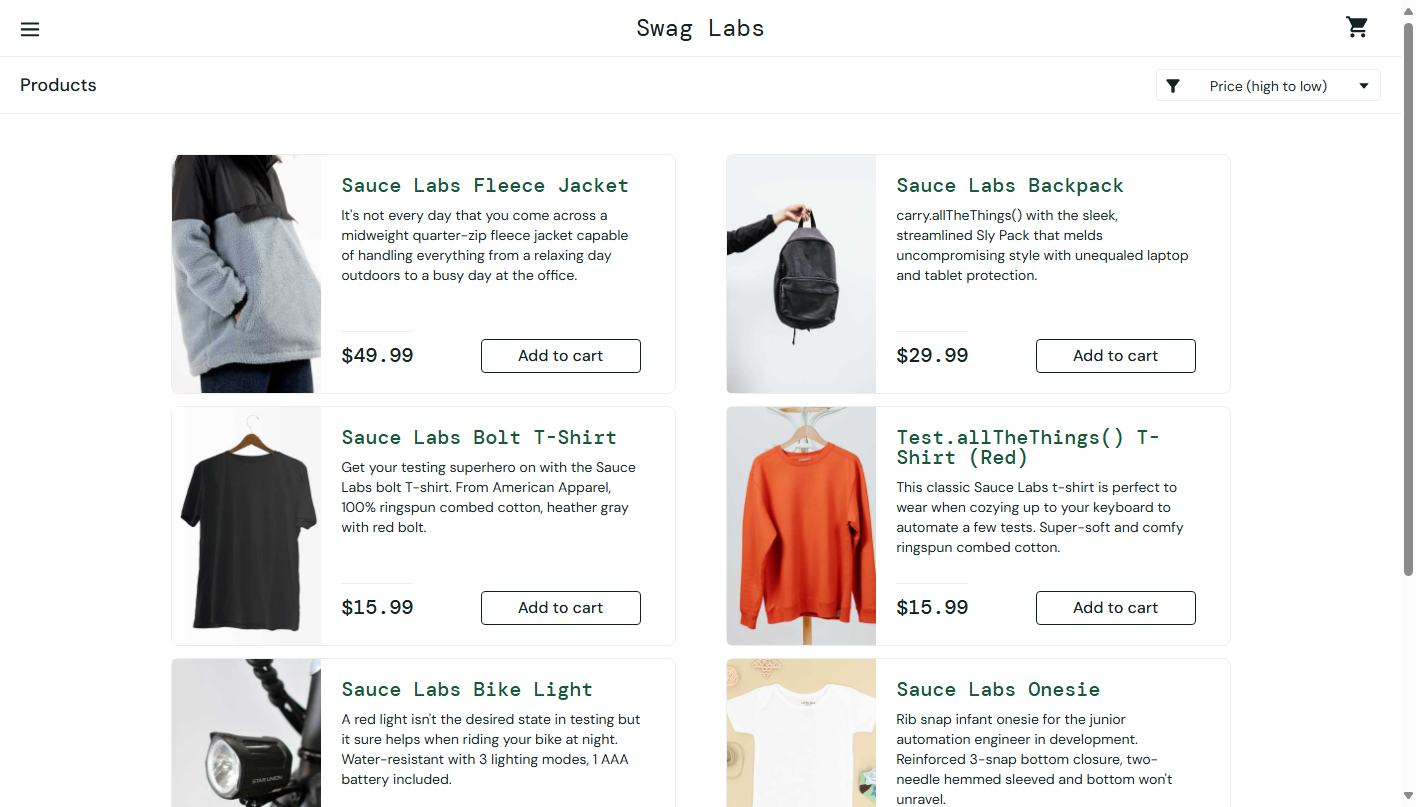 Swag Labs
Products
Price (high to low)
Sauce Labs Fleece Jacket
It's not every day that you come across a
midweight quarter-zip fleece jacket capable
of handling everything from a relaxing day
outdoors to a busy day at the office.
$49.99
Add to cart
Sauce Labs Backpack
carry.allTheThings() with the sleek,
streamlined Sly Pack that melds
uncompromising style with unequaled laptop
and tablet protection.
$29.99
Add to cart
Sauce Labs Bolt T-Shirt
Get your testing superhero on with the Sauce
Labs bolt T-shirt. From American Apparel,
100% ringspun combed cotton, heather gray
with red bolt.
$15.99
Add to cart
Test.allTheThings() T-
Shirt (Red)
This classic Sauce Labs t-shirt is perfect to
wear when cozying up to your keyboard to
automate a few tests. Super-soft and comfy
ringspun combed cotton.
$15.99
Add to cart
Sauce Labs Bike Light
A red light isn't the desired state in testing but
it sure helps when riding your bike at night.
Water-resistant with 3 lighting modes, 1 AAA
battery included.
STAR UNION
Sauce Labs Onesie
Rib snap infant onesie for the junior
automation engineer in development.
Reinforced 3-snap bottom closure, two-
needle hemmed sleeved and bottom won't
unravel.